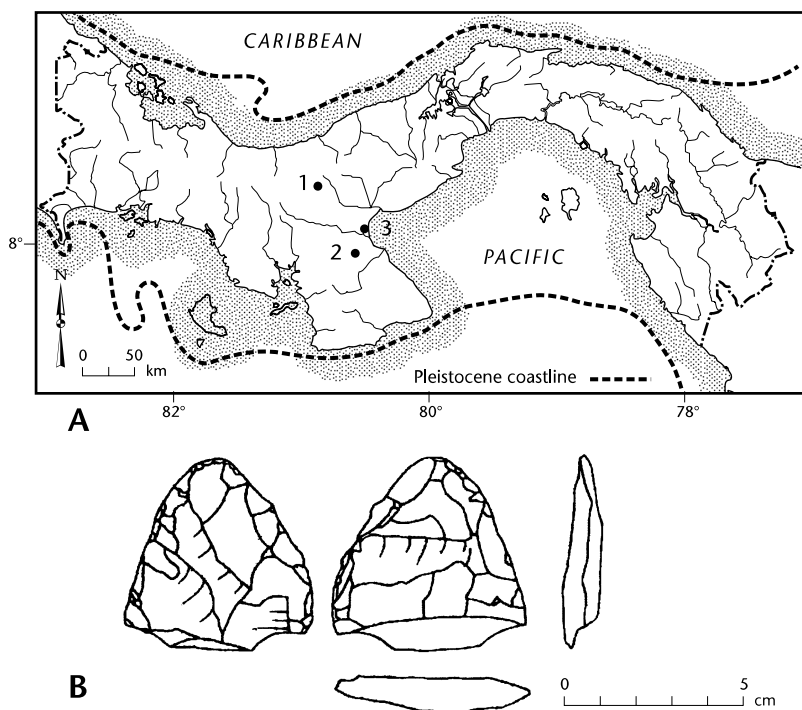 CARIBBEAN
1
3
8°
2
PACIFIC
N
0 50
km
Pleistocene coastline
82° 80° 78°
A
B
0 5
cm